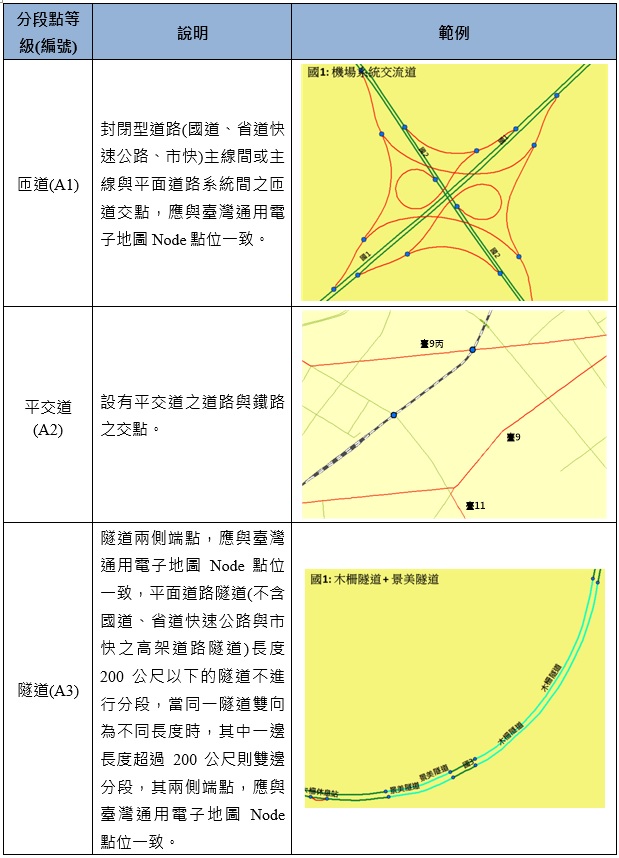 分段點等
級(編號)
說明
範例
匝道(A1)
封閉型道路(國道、省道快
速公路、市快)主線間或主
線與平面道路系統間之匝
道交點，應與臺灣通用電
子地圖 Node 點位一致。
國1: 機場系統交流道
國2
國1
國1
國2
平交道
(A2)
設有平交道之道路與鐵路
之交點。
臺9丙
臺9
臺11
隧道(A3)
隧道兩側端點，應與臺灣
通用電子地圖 Node 點位
一致，平面道路隧道(不含
國道、省道快速公路與市
快之高架道路隧道)長度
200 公尺以下的隧道不進
行分段，當同一隧道雙向
為不同長度時，其中一邊
長度超過 200 公尺則雙邊
分段，其兩側端點，應與
臺灣通用電子地圖 Node
點位一致。
國1: 木柵隧道 + 景美隧道
木柵隧道
木柵隧道
景美隧道
景美隧道